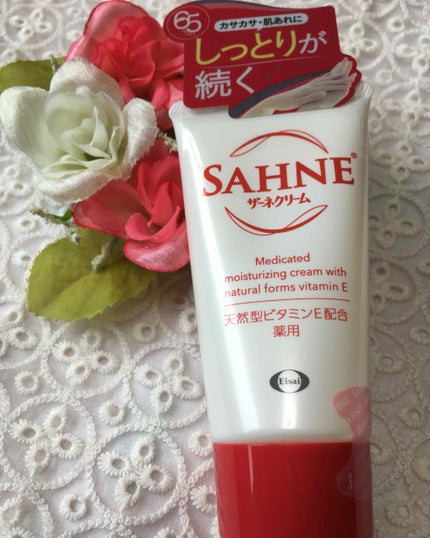 65
カサカサ・肌あれに
しっとりが
続く
SAHNE®
ザーネクリーム
Medicated
moisturizing cream with
natural forms vitamin E
天然型ビタミンE配合
薬用
Eisai